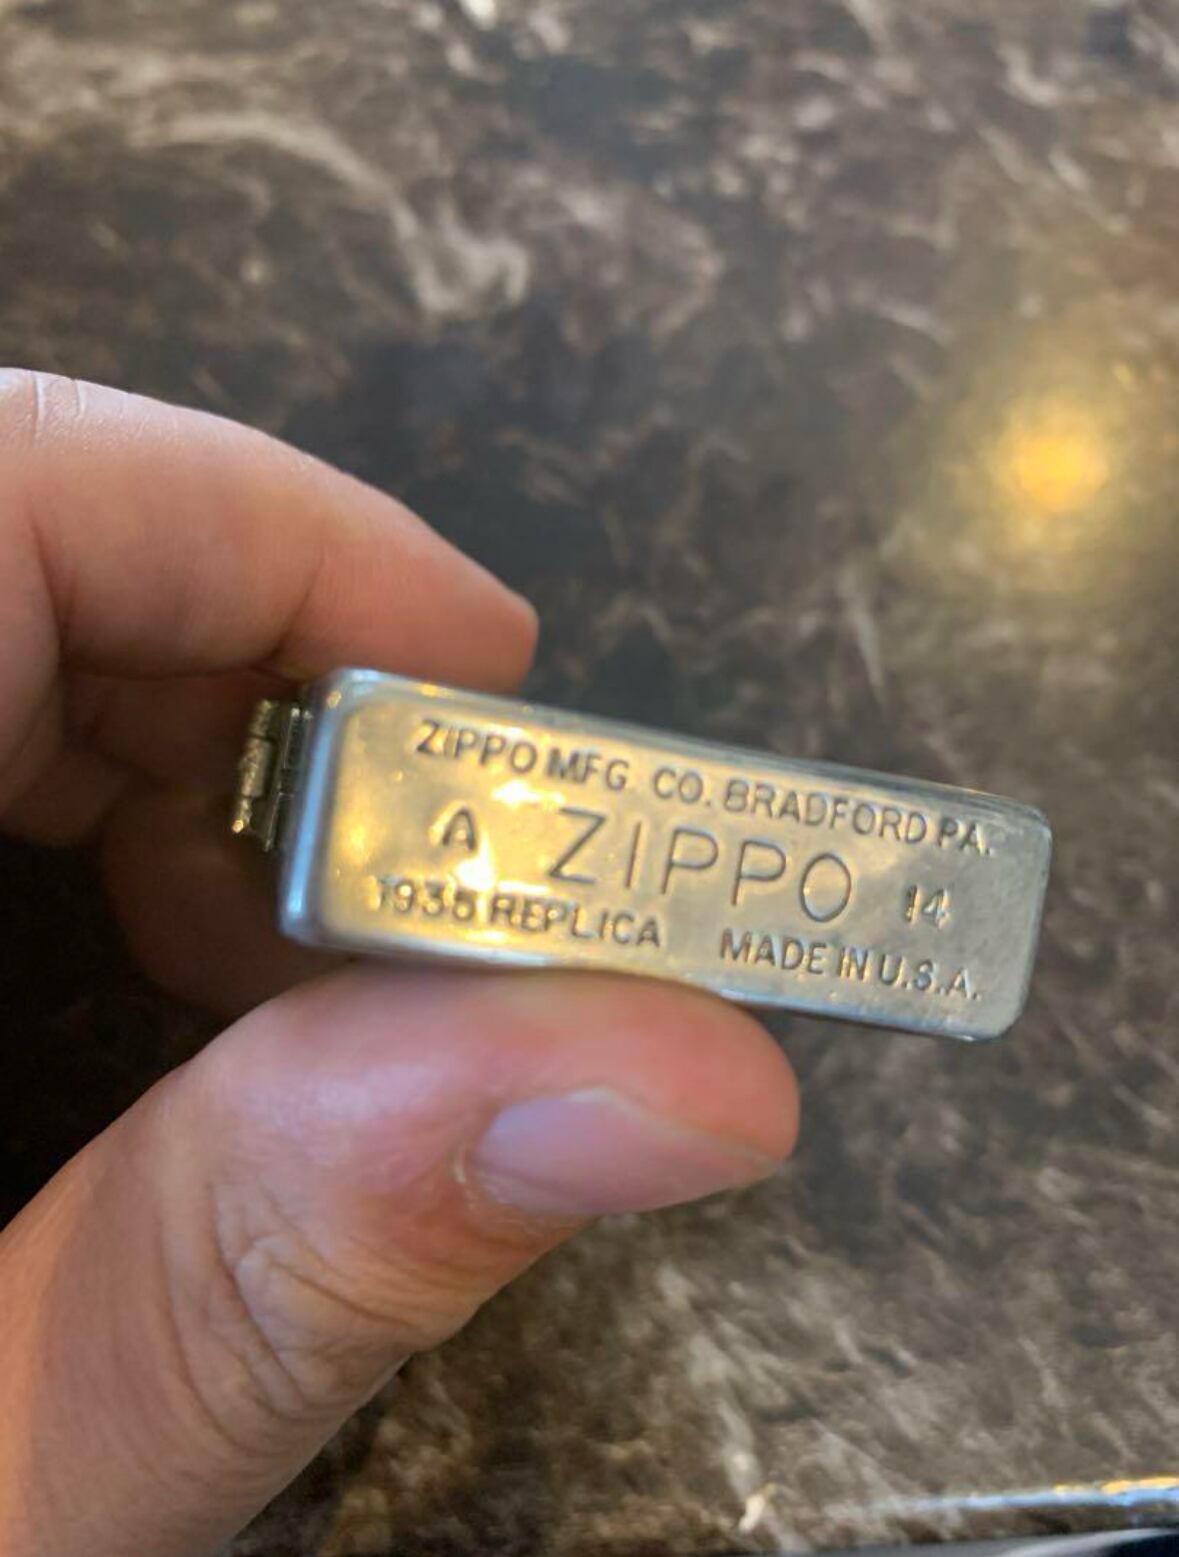 ZIPPO MFG. CO. BRADFORD PA.
A ZIPPO 14
1935 REPLICA MADE IN U.S.A.